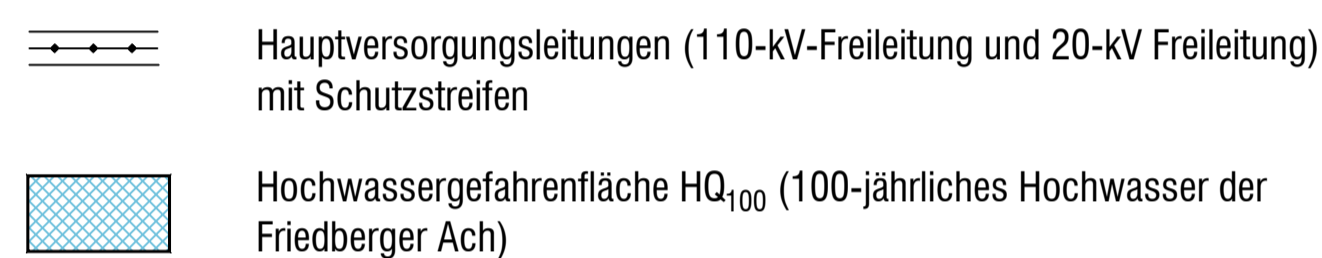 Hauptversorgungsleitungen (110-kV-Freileitung und 20-kV Freileitung)
mit Schutzstreifen
Hochwassergefahrenfläche HQ₁₀₀ (100-jährliches Hochwasser der
Friedberger Ach)